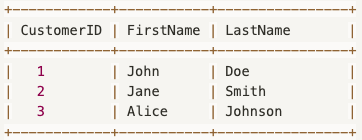 +------------+-----------+--------------+
| CustomerID | FirstName | LastName     |
+------------+-----------+--------------+
|   1        | John      | Doe          |
|   2        | Jane      | Smith        |
|   3        | Alice     | Johnson      |
+------------+-----------+--------------+